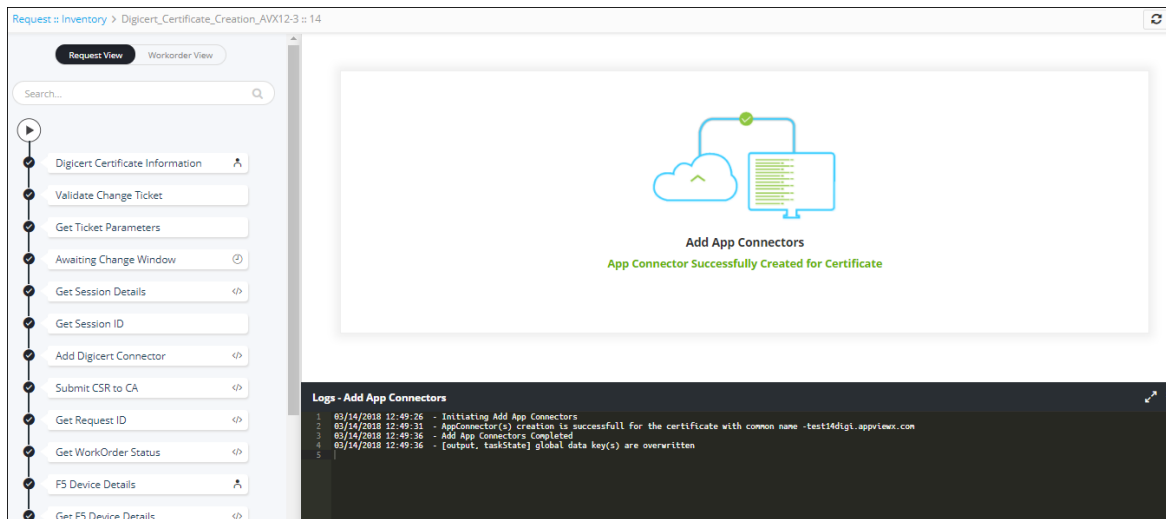 Request :: Inventory > Digicert_Certificate_Creation_AVX12-3 :: 14
Request View
Workorder View
Search...
Digicert Certificate Information
Validate Change Ticket
Get Ticket Parameters
Awaiting Change Window
Get Session Details
</>
Get Session ID
Add Digicert Connector
</>
Submit CSR to CA
</>
Get Request ID
</>
Get WorkOrder Status
</>
F5 Device Details
Get F5 Device Details
</>
Add App Connectors
App Connector Successfully Created for Certificate
Logs - Add App Connectors
1 03/14/2018 12:49:26 - Initiating Add App Connectors
2 03/14/2018 12:49:31 - AppConnector(s) creation is successfull for the certificate with common name -test14digi.appviewx.com
3 03/14/2018 12:49:36 - Add App Connectors Completed
4 03/14/2018 12:49:36 - [output, taskState] global data key(s) are overwritten
5